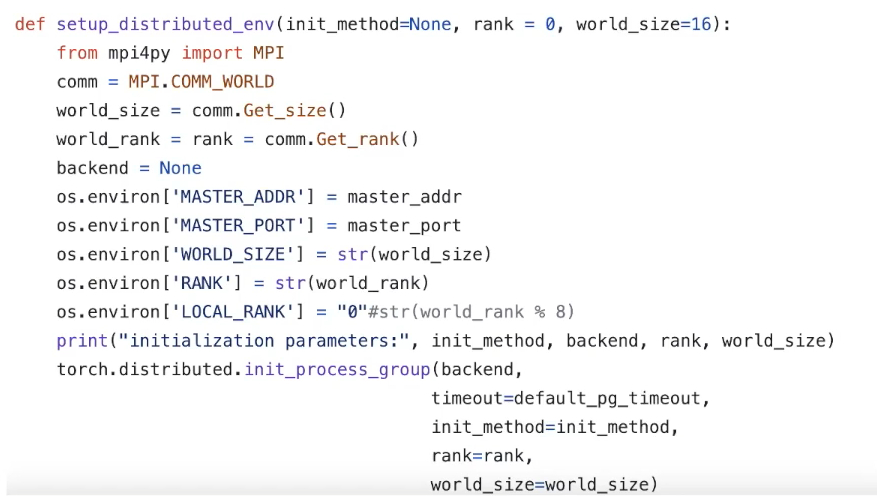 def setup_distributed_env(init_method=None, rank = 0, world_size=16):
    from mpi4py import MPI
    comm = MPI.COMM_WORLD
    world_size = comm.Get_size()
    world_rank = rank = comm.Get_rank()
    backend = None
    os.environ['MASTER_ADDR'] = master_addr
    os.environ['MASTER_PORT'] = master_port
    os.environ['WORLD_SIZE'] = str(world_size)
    os.environ['RANK'] = str(world_rank)
    os.environ['LOCAL_RANK'] = "0"#str(world_rank % 8)
    print("initialization parameters:", init_method, backend, rank, world_size)
    torch.distributed.init_process_group(backend,
                                        timeout=default_pg_timeout,
                                        init_method=init_method,
                                        rank=rank,
                                        world_size=world_size)